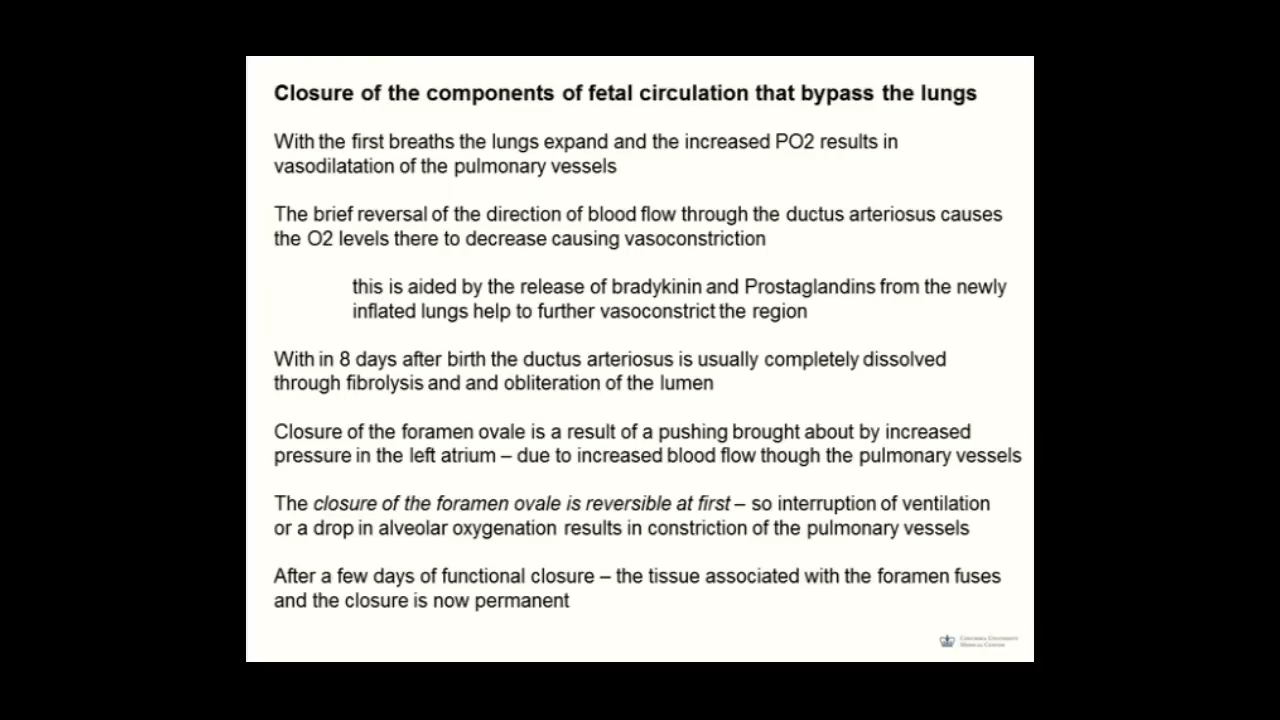 Closure of the components of fetal circulation that bypass the lungs
With the first breaths the lungs expand and the increased PO2 results in
vasodilatation of the pulmonary vessels
The brief reversal of the direction of blood flow through the ductus arteriosus causes
the O2 levels there to decrease causing vasoconstriction
this is aided by the release of bradykinin and Prostaglandins from the newly
inflated lungs help to further vasoconstrict the region
With in 8 days after birth the ductus arteriosus is usually completely dissolved
through fibrolysis and and obliteration of the lumen
Closure of the foramen ovale is a result of a pushing brought about by increased
pressure in the left atrium – due to increased blood flow though the pulmonary vessels
The closure of the foramen ovale is reversible at first – so interruption of ventilation
or a drop in alveolar oxygenation results in constriction of the pulmonary vessels
After a few days of functional closure – the tissue associated with the foramen fuses
and the closure is now permanent
Columbia University
Medical Center